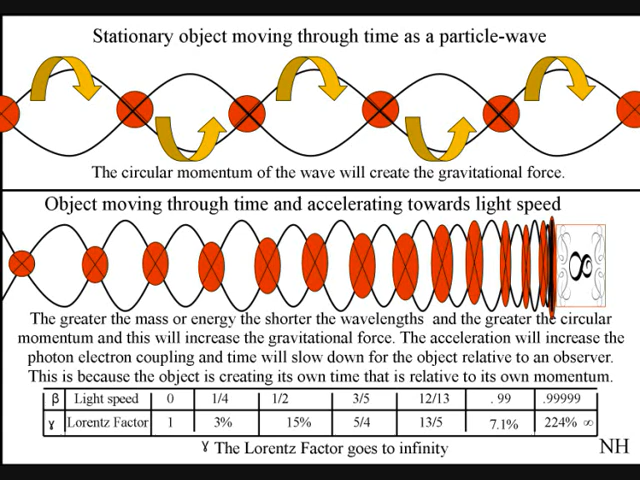 Stationary object moving through time as a particle-wave
The circular momentum of the wave will create the gravitational force.
Object moving through time and accelerating towards light speed
∞
The greater the mass or energy the shorter the wavelengths and the greater the circular
momentum and this will increase the gravitational force. The acceleration will increase the
photon electron coupling and time will slow down for the object relative to an observer.
This is because the object is creating its own time that is relative to its own momentum.
β Light speed 0 1/4 1/2 3/5 12/13 . 99 .99999
ɣ Lorentz Factor 1 3% 15% 5/4 13/5 7.1% 224% ∞
ɣ The Lorentz Factor goes to infinity
NH